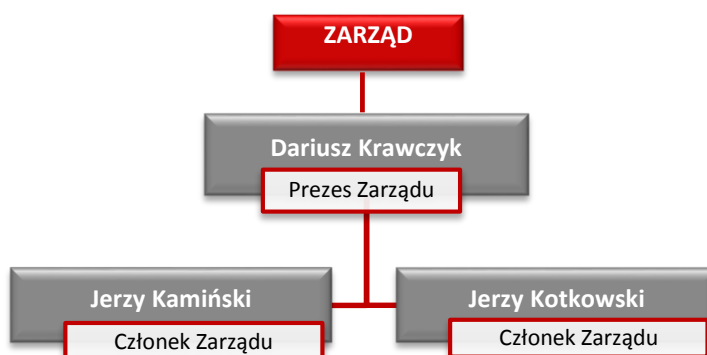 ZARZĄD
Dariusz Krawczyk
Prezes Zarządu
Jerzy Kamiński
Członek Zarządu
Jerzy Kotkowski
Członek Zarządu